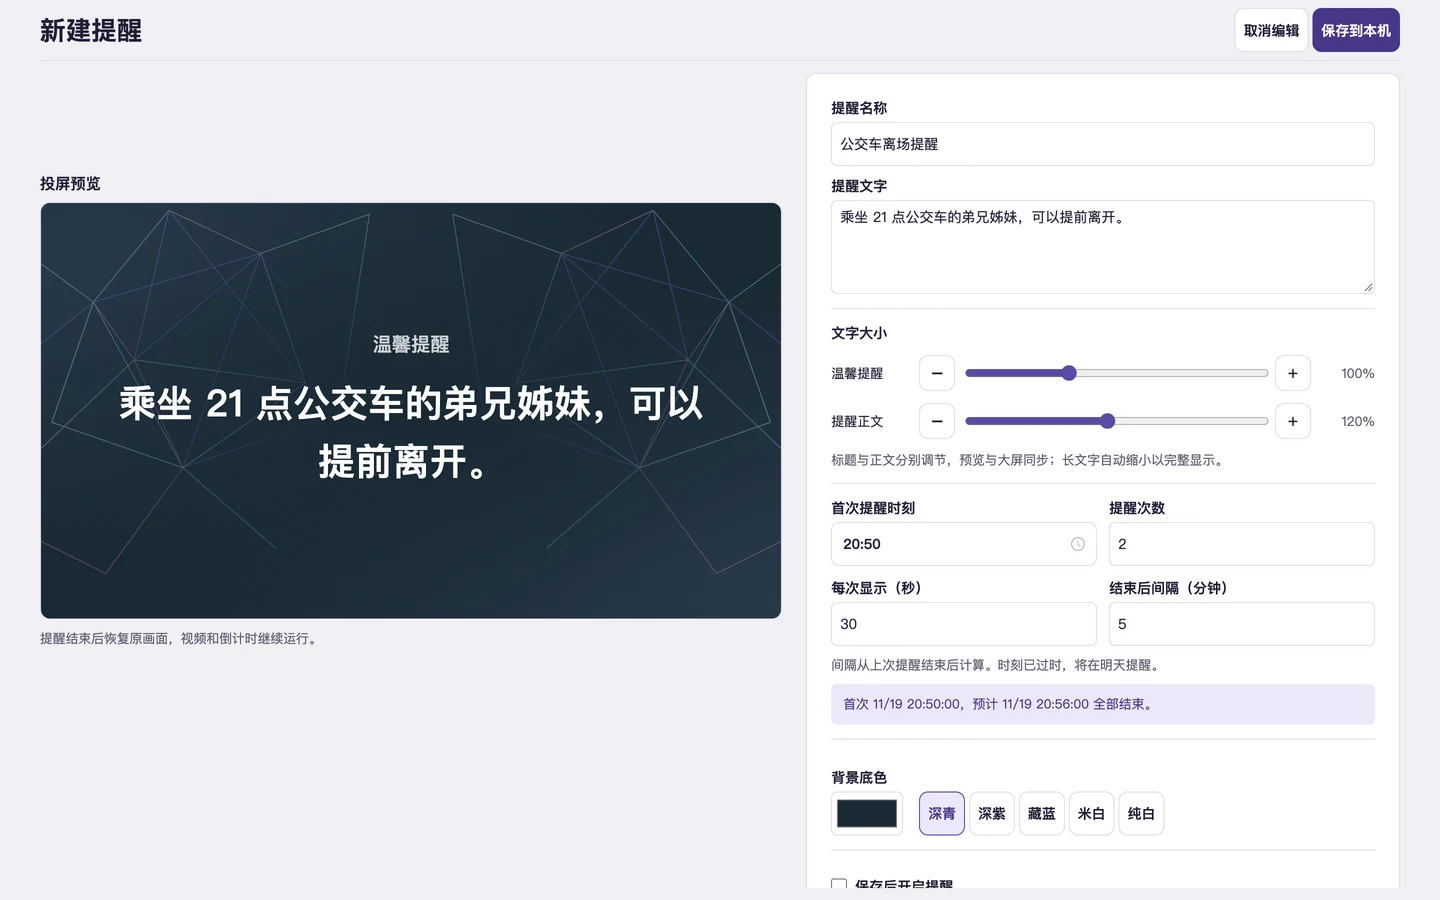 新建提醒
取消编辑
保存到本机
投屏预览
温馨提醒
乘坐 21 点公交车的弟兄姊妹，可以
提前离开。
提醒结束后恢复原画面，视频和倒计时继续运行。
提醒名称
公交车离场提醒
提醒文字
乘坐 21 点公交车的弟兄姊妹，可以提前离开。
文字大小
温馨提醒 − + 100%
提醒正文 − + 120%
标题与正文分别调节，预览与大屏同步；长文字自动缩小以完整显示。
首次提醒时刻 提醒次数
20:50 2
每次显示（秒） 结束后间隔（分钟）
30 5
间隔从上次提醒结束后计算。时刻已过时，将在明天提醒。
首次 11/19 20:50:00，预计 11/19 20:56:00 全部结束。
背景底色
深青 深紫 藏蓝 米白 纯白
保存后开启提醒